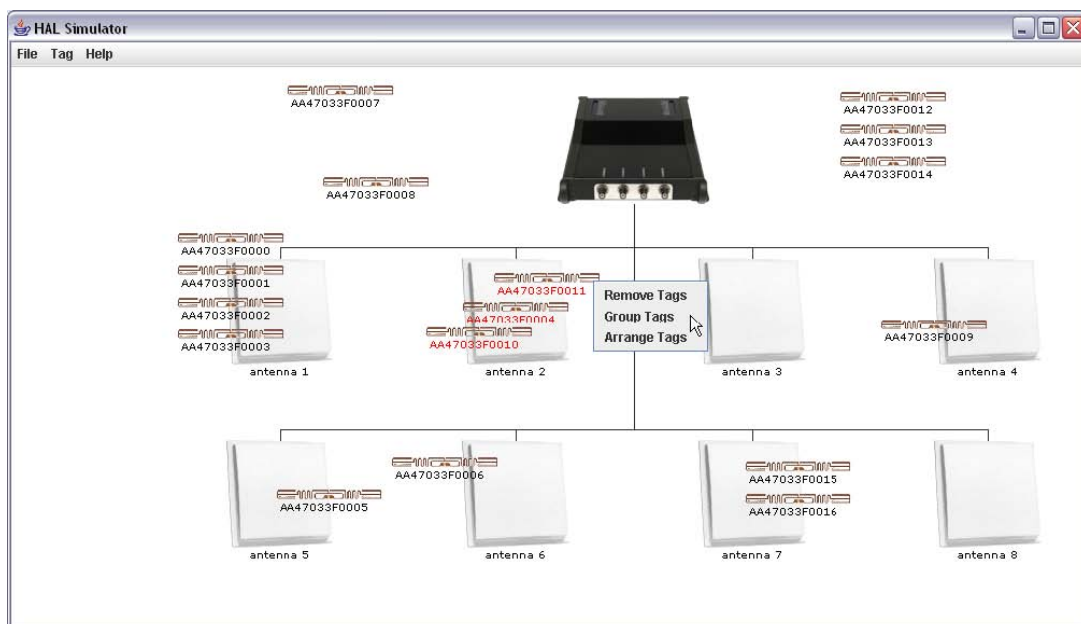 HAL Simulator
File Tag Help
AA47033F0007
AA47033F0012
AA47033F0013
AA47033F0014
AA47033F0008
AA47033F0000
AA47033F0001
AA47033F0002
AA47033F0003
AA47033F0011
AA47033F0004
AA47033F0010
Remove Tags
Group Tags
Arrange Tags
AA47033F0009
antenna 1
antenna 2
antenna 3
antenna 4
AA47033F0006
AA47033F0005
AA47033F0015
AA47033F0016
antenna 5
antenna 6
antenna 7
antenna 8